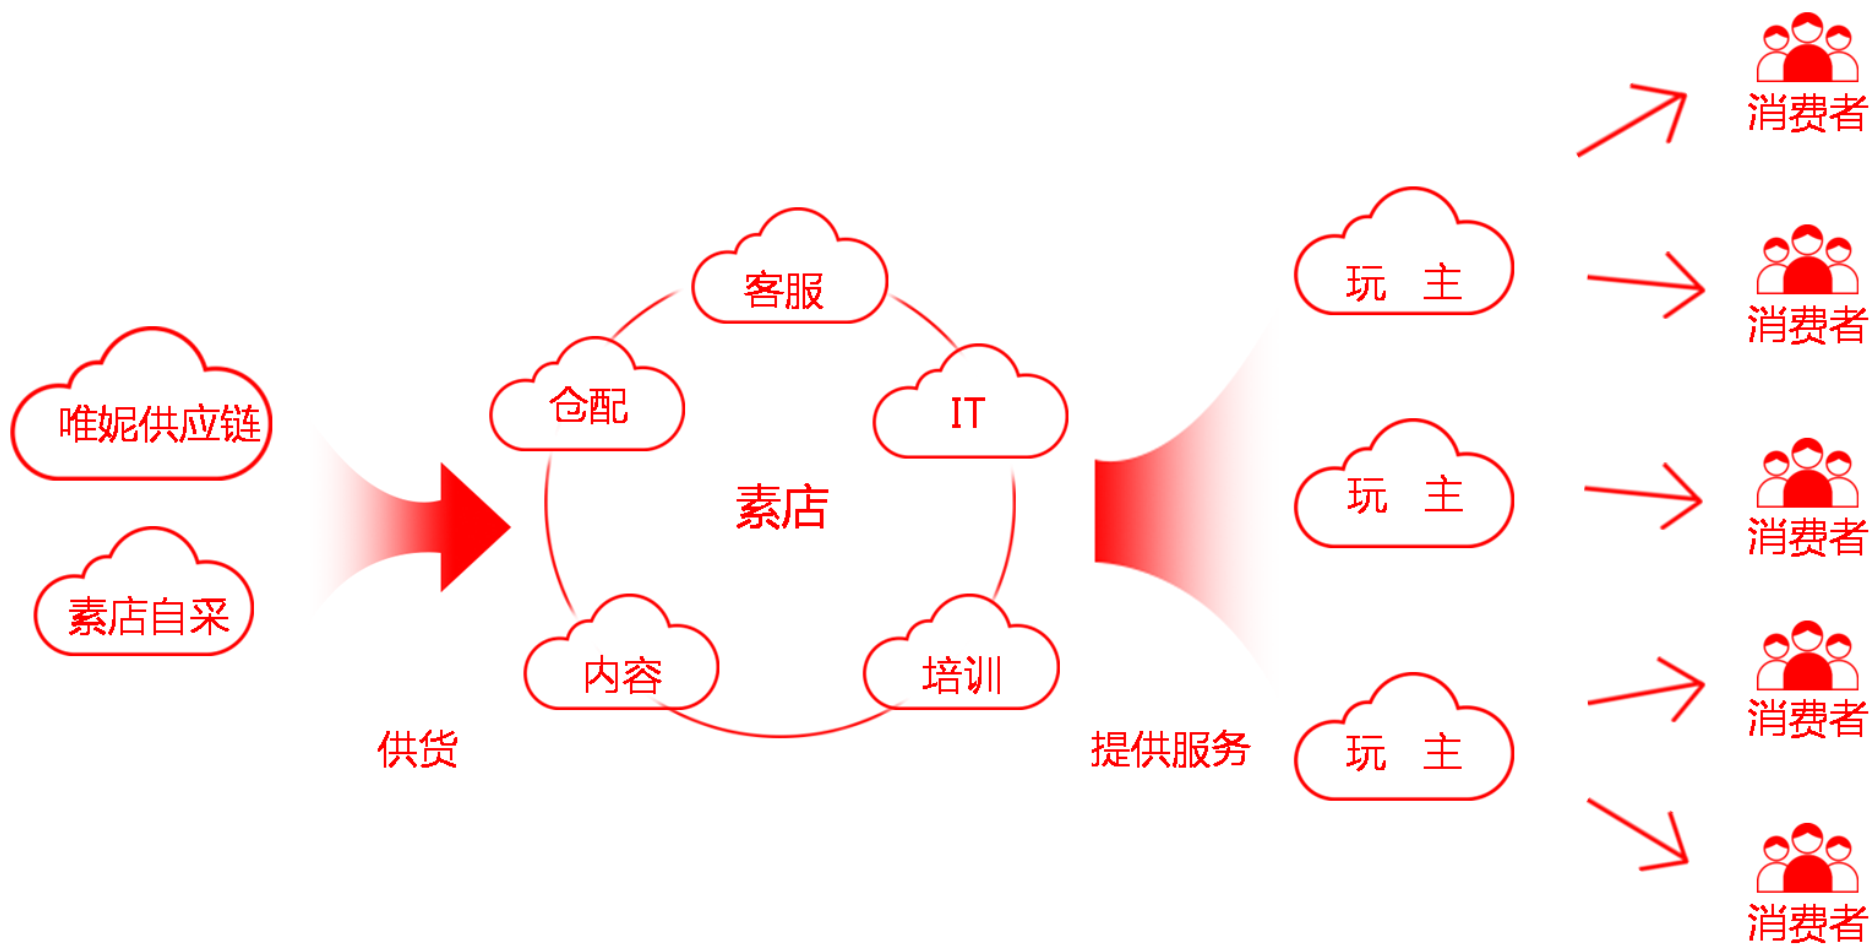 唯妮供应链
素店自采
供货
客服
仓配
IT
素店
内容
培训
提供服务
玩 主
玩 主
玩 主
消费者
消费者
消费者
消费者
消费者